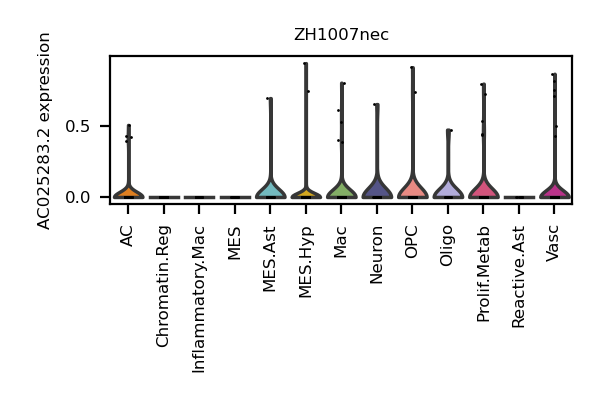 ZH1007nec
AC025283.2 expression
0.5
0.0
AC
Chromatin.Reg
Inflammatory.Mac
MES
MES.Ast
MES.Hyp
Mac
Neuron
OPC
Oligo
Prolif.Metab
Reactive.Ast
Vasc